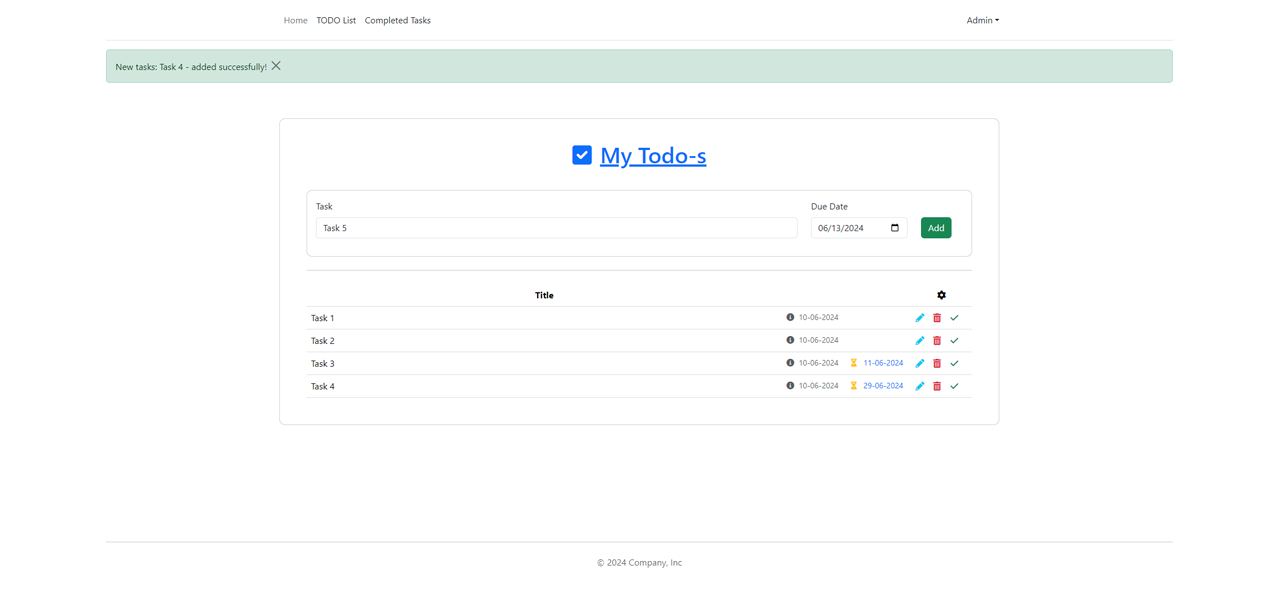 Home TODO List Completed Tasks Admin
New tasks: Task 4 - added successfully!
My Todo-s
Task Due Date
Task 5 06/13/2024 Add
Title
Task 1 10-06-2024
Task 2 10-06-2024
Task 3 10-06-2024 11-06-2024
Task 4 10-06-2024 29-06-2024
© 2024 Company, Inc